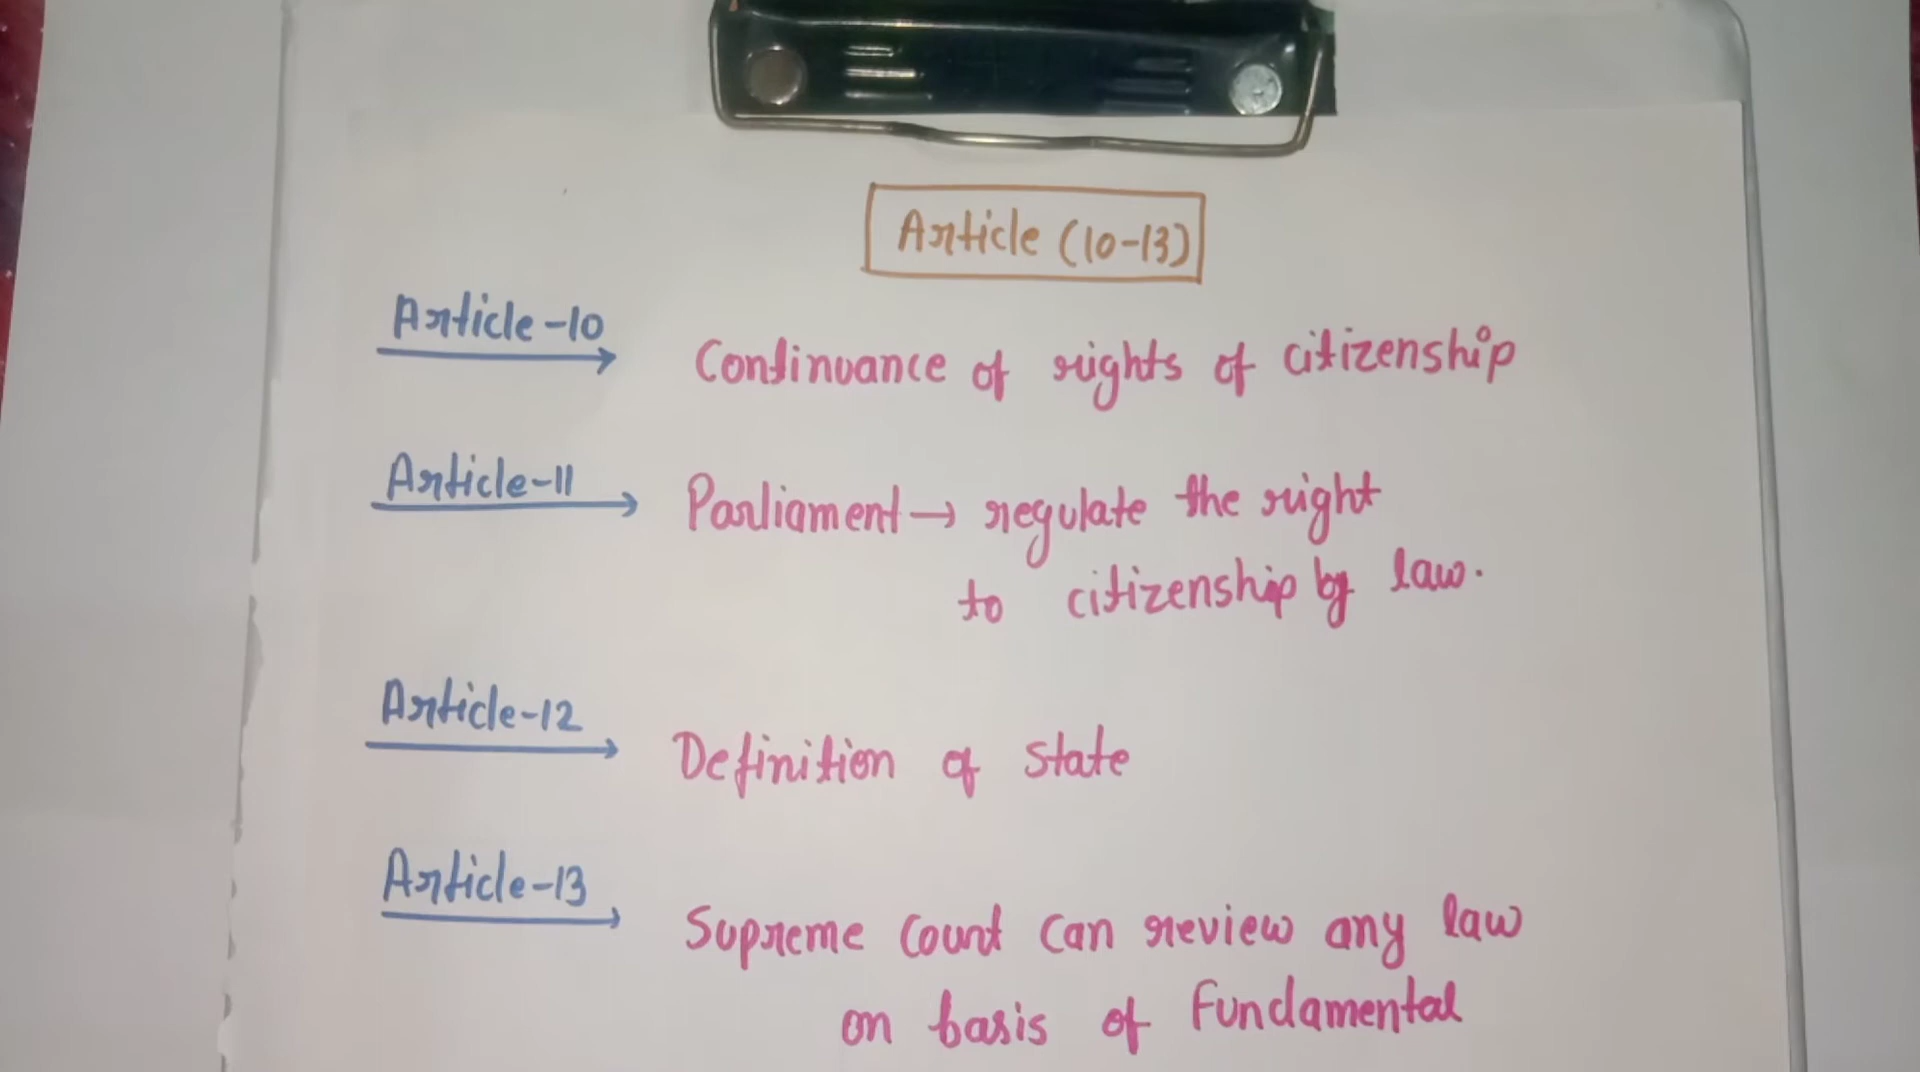 Article (10-13)
Article-10
Continuance of rights of citizenship
Article-11
Parliament → regulate the right
to citizenship by law.
Article-12
Definition of state
Article-13
Supreme Court can review any law
on basis of Fundamental